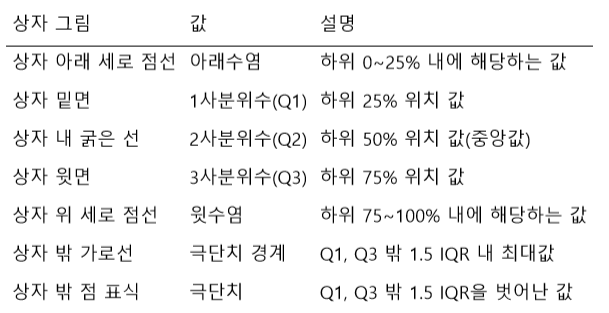 상자 그림 값 설명
상자 아래 세로 점선 아래수염 하위 0~25% 내에 해당하는 값
상자 밑면 1사분위수(Q1) 하위 25% 위치 값
상자 내 굵은 선 2사분위수(Q2) 하위 50% 위치 값(중앙값)
상자 윗면 3사분위수(Q3) 하위 75% 위치 값
상자 위 세로 점선 윗수염 하위 75~100% 내에 해당하는 값
상자 밖 가로선 극단치 경계 Q1, Q3 밖 1.5 IQR 내 최대값
상자 밖 점 표식 극단치 Q1, Q3 밖 1.5 IQR을 벗어난 값